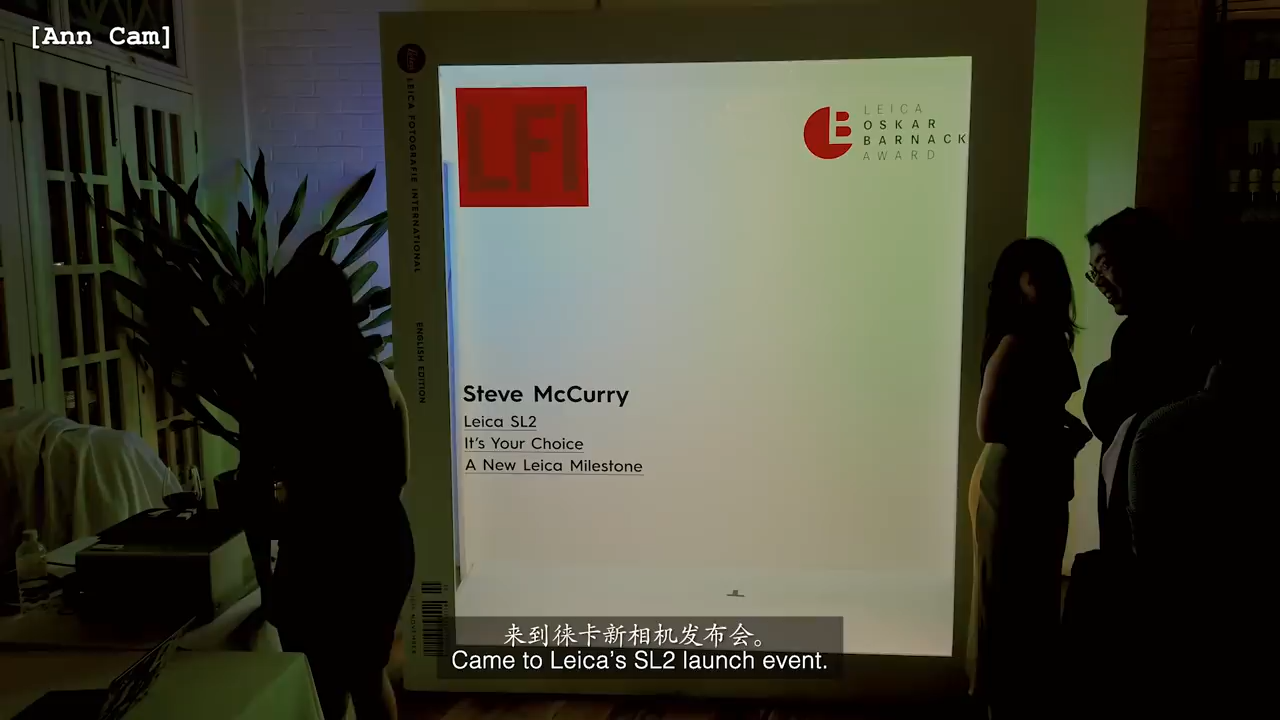 [Ann Cam]
LEICA FOTOGRAFIE INTERNATIONAL
ENGLISH EDITION
LFI
LEICA
OSKAR
BARNACK
AWARD
Steve McCurry
Leica SL2
It's Your Choice
A New Leica Milestone
来到徕卡新相机发布会。
Came to Leica's SL2 launch event.